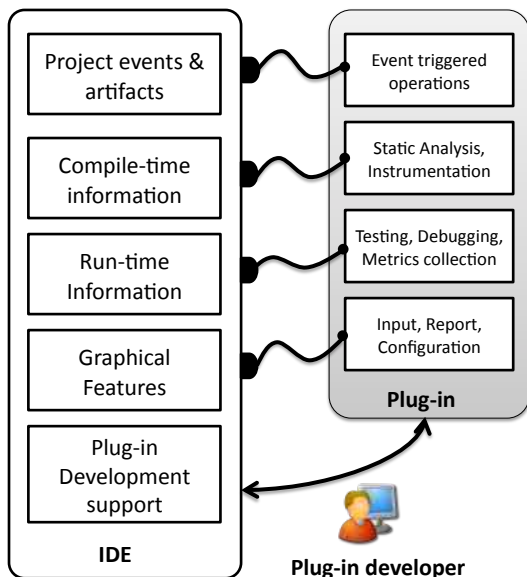 Project events &
artifacts
Compile-time
information
Run-time
Information
Graphical
Features
Plug-in
Development
support
IDE
Event triggered
operations
Static Analysis,
Instrumentation
Testing, Debugging,
Metrics collection
Input, Report,
Configuration
Plug-in
Plug-in developer